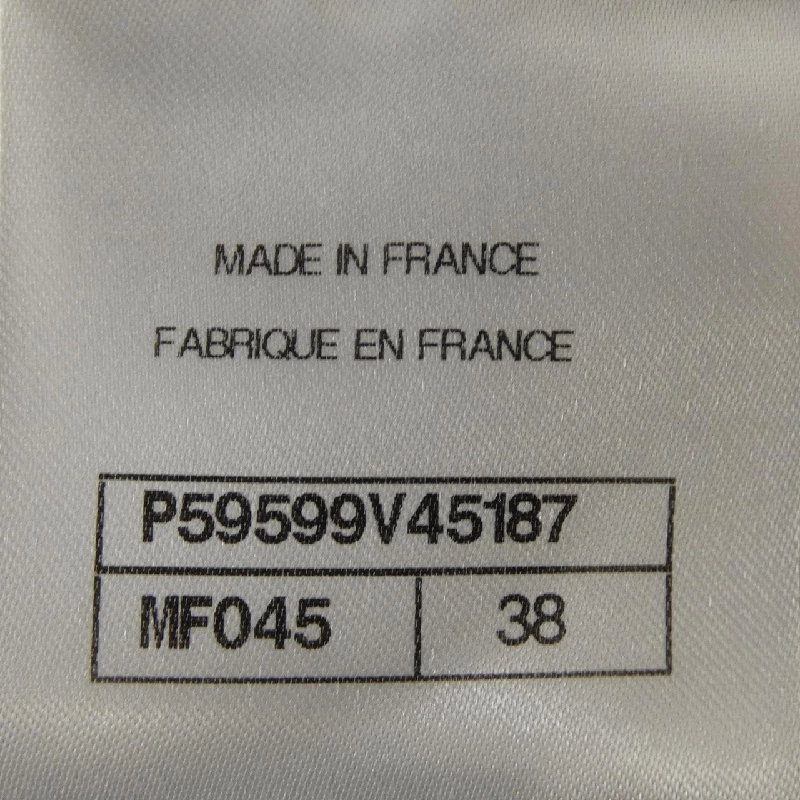 MADE IN FRANCE
FABRIQUE EN FRANCE
P59599V45187
MF045 38